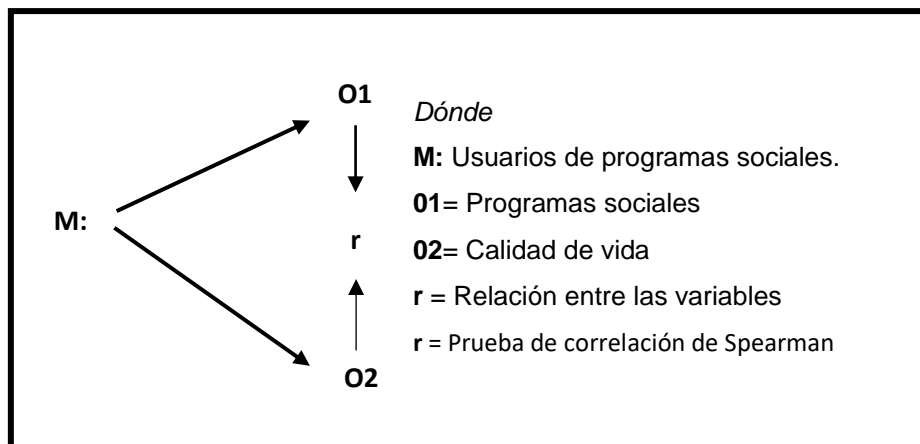 O1
Dónde
M: Usuarios de programas sociales.
01= Programas sociales
M:
r
02= Calidad de vida
r = Relación entre las variables
r = Prueba de correlación de Spearman
O2